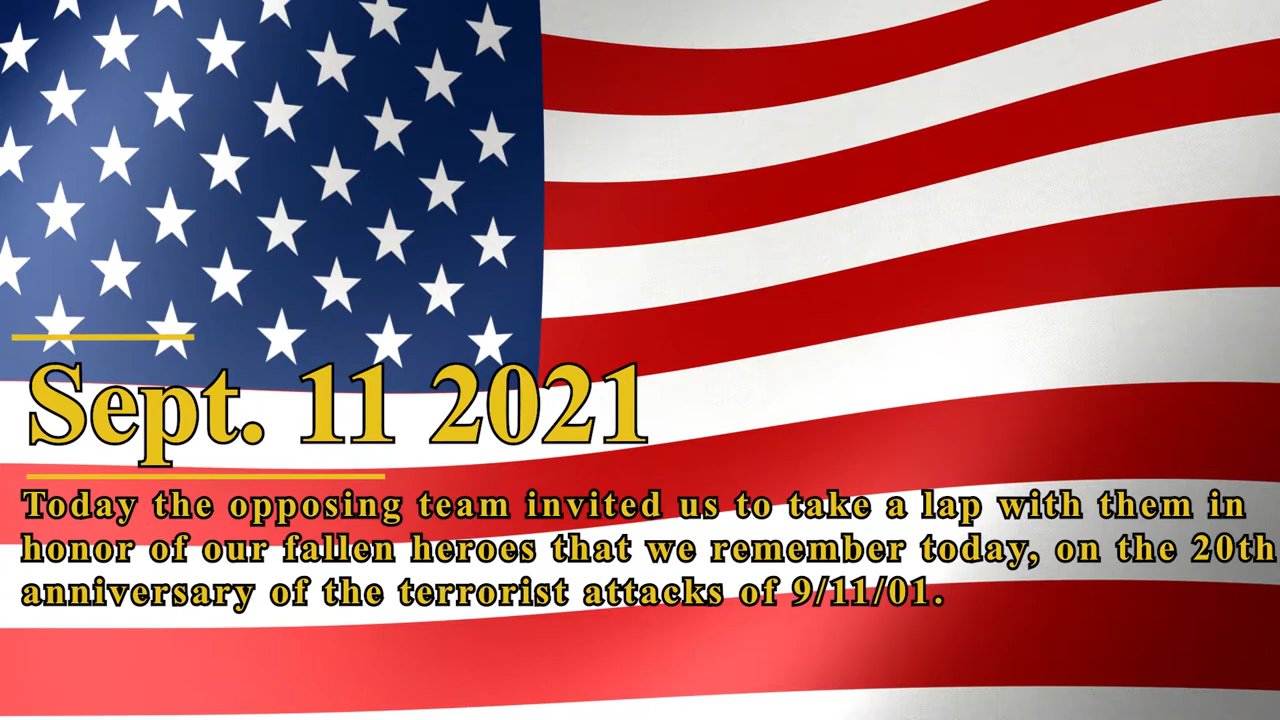 Sept. 11 2021
Today the opposing team invited us to take a lap with them in
honor of our fallen heroes that we remember today, on the 20th
anniversary of the terrorist attacks of 9/11/01.